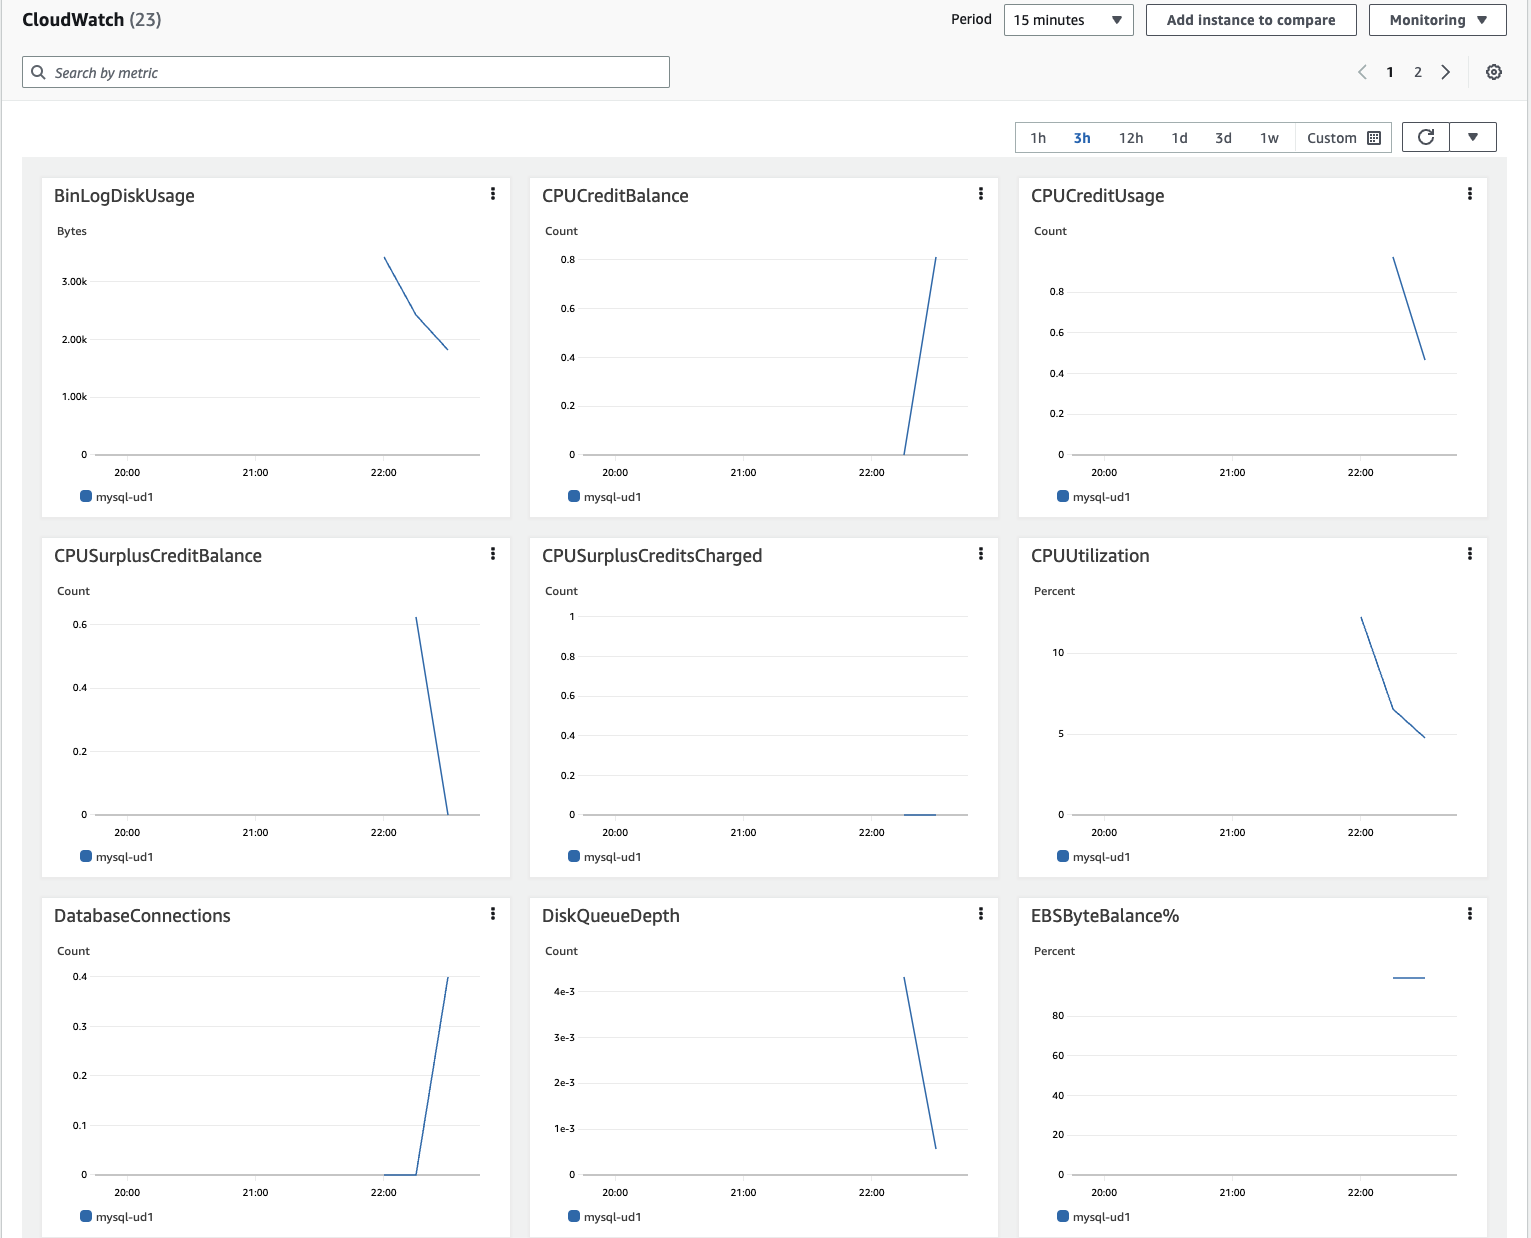 CloudWatch (23)
Period
15 minutes
Add instance to compare
Monitoring
Search by metric
1
2
1h
3h
12h
1d
3d
1w
Custom
BinLogDiskUsage
Bytes
3.00k
2.00k
1.00k
0
20:00
21:00
22:00
mysql-ud1
CPUCreditBalance
Count
0.8
0.6
0.4
0.2
0
20:00
21:00
22:00
mysql-ud1
CPUCreditUsage
Count
0.8
0.6
0.4
0.2
0
20:00
21:00
22:00
mysql-ud1
CPUSurplusCreditBalance
Count
0.6
0.4
0.2
0
20:00
21:00
22:00
mysql-ud1
CPUSurplusCreditsCharged
Count
1
0.8
0.6
0.4
0.2
0
20:00
21:00
22:00
mysql-ud1
CPUUtilization
Percent
10
5
0
20:00
21:00
22:00
mysql-ud1
DatabaseConnections
Count
0.4
0.3
0.2
0.1
0
20:00
21:00
22:00
mysql-ud1
DiskQueueDepth
Count
4e-3
3e-3
2e-3
1e-3
0
20:00
21:00
22:00
mysql-ud1
EBSByteBalance%
Percent
80
60
40
20
0
20:00
21:00
22:00
mysql-ud1